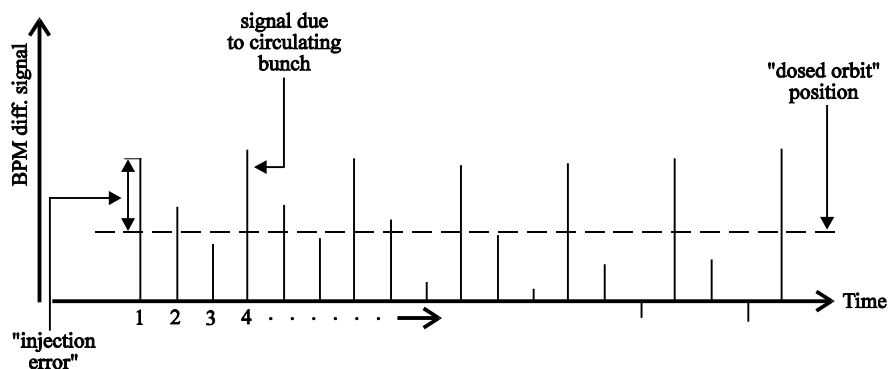 signal due
to circulating
bunch
"dosed orbit"
position
BPM diff. signal
1 2 3 4 . . . . . .
Time
"injection
error"